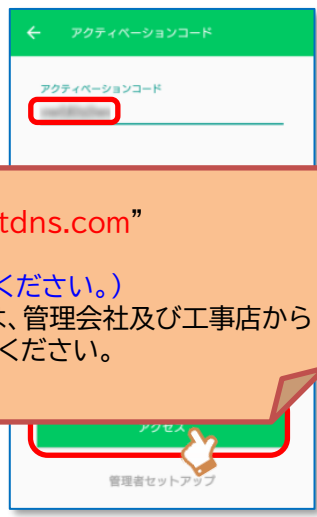 アクティベーションコード
アクティベーションコード
tdns.com”
ください。）
、管理会社及び工事店から
ください。
アクセス
管理者セットアップ